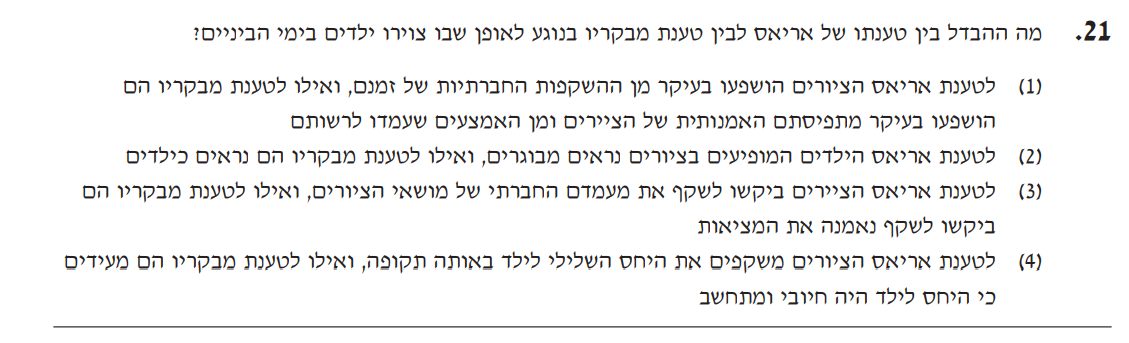 21. מה ההבדל בין טענתו של אריאס לבין טענת מבקריו בנוגע לאופן שבו צוירו ילדים בימי הביניים?
(1) לטענת אריאס הציורים הושפעו בעיקר מן ההשקפות החברתיות של זמנם, ואילו לטענת מבקריו הם
הושפעו בעיקר מתפיסתם האמנותית של הציירים ומן האמצעים שעמדו לרשותם
(2) לטענת אריאס הילדים המופיעים בציורים נראים מבוגרים, ואילו לטענת מבקריו הם נראים כילדים
(3) לטענת אריאס הציירים ביקשו לשקף את מעמדם החברתי של מושאי הציורים, ואילו לטענת מבקריו הם
ביקשו לשקף נאמנה את המציאות
(4) לטענת אריאס הציורים משקפים את היחס השלילי לילד באותה תקופה, ואילו לטענת מבקריו הם מעידים
כי היחס לילד היה חיובי ומתחשב